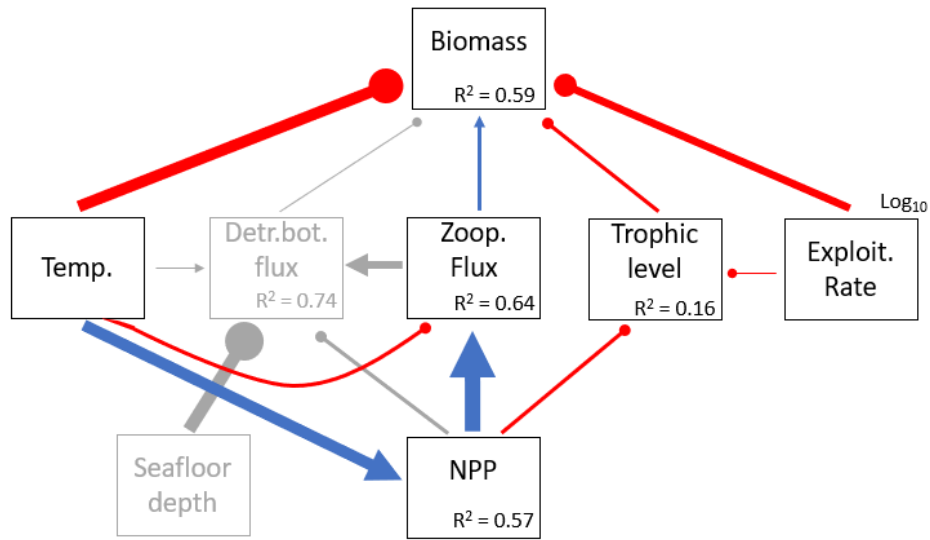 Biomass
R² = 0.59
Log₁₀
Temp.
Detr.bot.
flux
R² = 0.74
Zoop.
Flux
R² = 0.64
Trophic
level
R² = 0.16
Exploit.
Rate
Seafloor
depth
NPP
R² = 0.57